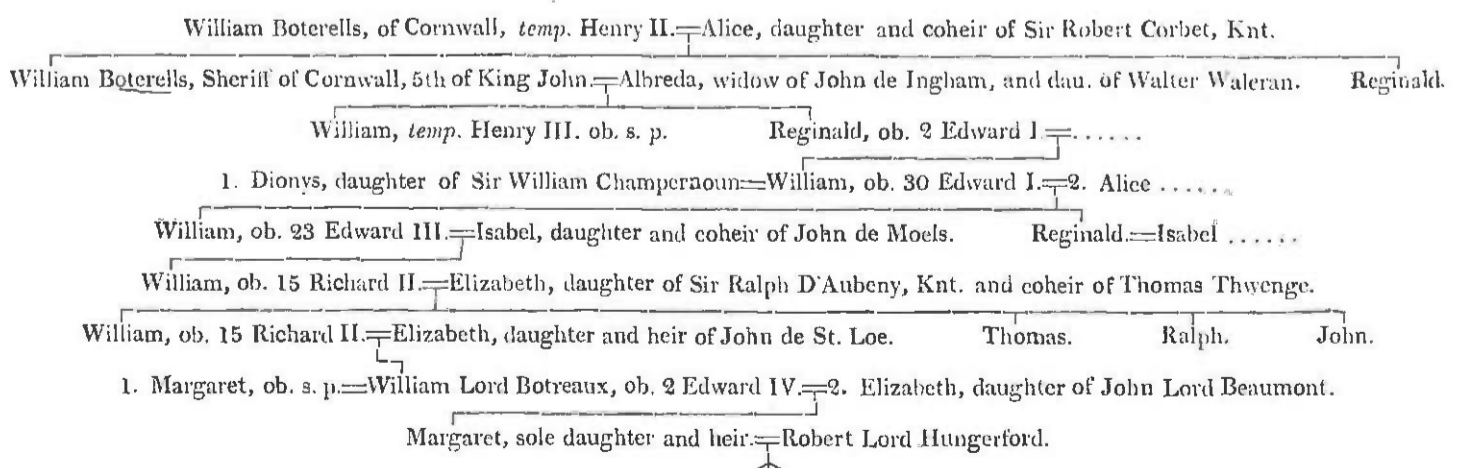 William Boterells, of Cornwall, temp. Henry II.=Alice, daughter and coheir of Sir Robert Corbet, Knt.
William Boterells, Sheriff of Cornwall, 5th of King John.=Albreda, widow of John de Ingham, and dau. of Walter Waleran. Reginald.
William, temp. Henry III. ob. s. p. Reginald, ob. 2 Edward I.=......
1. Dionys, daughter of Sir William Champernoun=William, ob. 30 Edward I.=2. Alice ......
William, ob. 23 Edward III.=Isabel, daughter and coheir of John de Moels. Reginald.=Isabel ......
William, ob. 15 Richard II.=Elizabeth, daughter of Sir Ralph D'Aubeny, Knt. and coheir of Thomas Thwenge.
William, ob. 15 Richard II.=Elizabeth, daughter and heir of John de St. Loe. Thomas. Ralph. John.
1. Margaret, ob. s. p.=William Lord Botreaux, ob. 2 Edward IV.=2. Elizabeth, daughter of John Lord Beaumont.
Margaret, sole daughter and heir.=Robert Lord Hungerford.